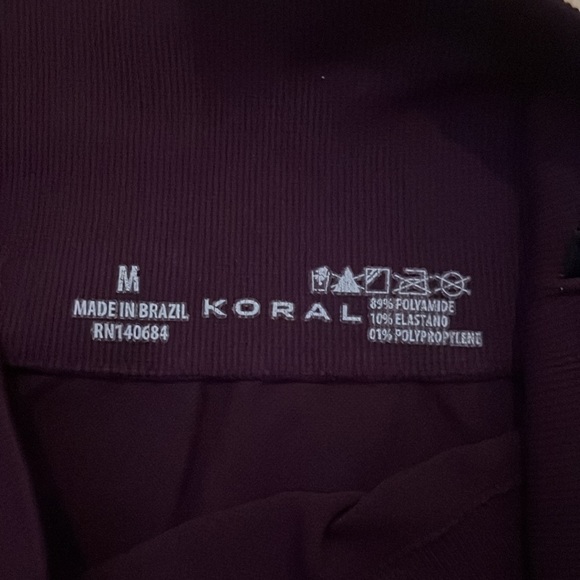 M
MADE IN BRAZIL
RN140684
KORAL
89% POLYAMIDE
10% ELASTANO
01% POLYPROPYLENE